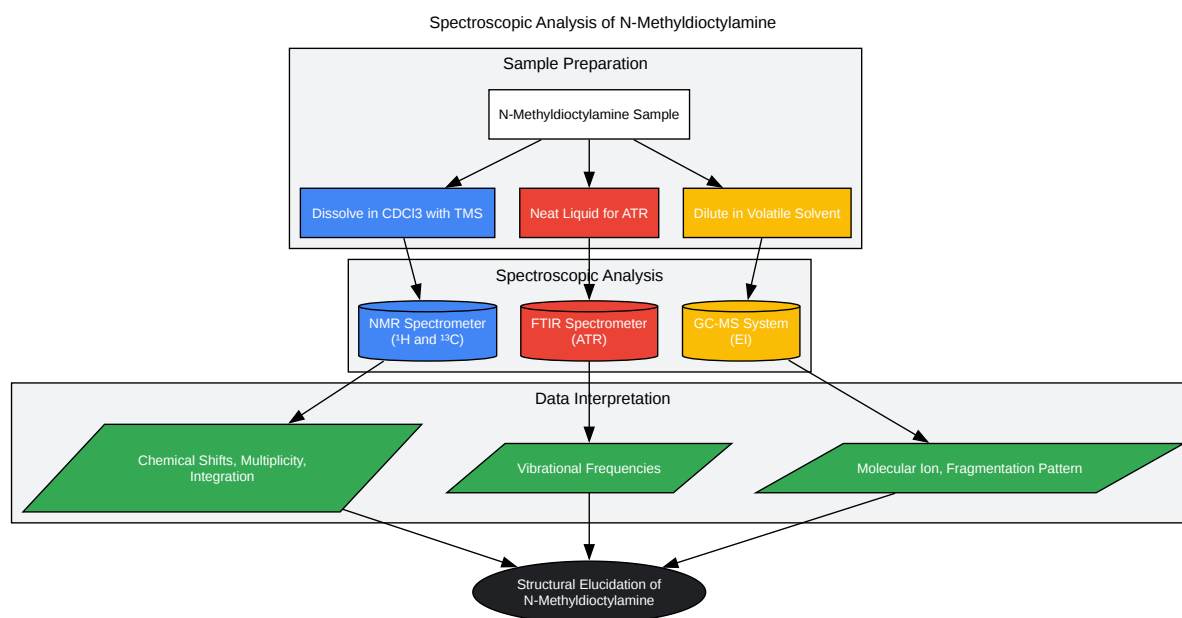 Spectroscopic Analysis of N-Methyldioctylamine
Sample Preparation
N-Methyldioctylamine Sample
Dissolve in CDCl3 with TMS
Neat Liquid for ATR
Dilute in Volatile Solvent
Spectroscopic Analysis
NMR Spectrometer
(¹H and ¹³C)
FTIR Spectrometer
(ATR)
GC-MS System
(EI)
Data Interpretation
Chemical Shifts, Multiplicity,
Integration
Vibrational Frequencies
Molecular Ion, Fragmentation Pattern
Structural Elucidation of
N-Methyldioctylamine